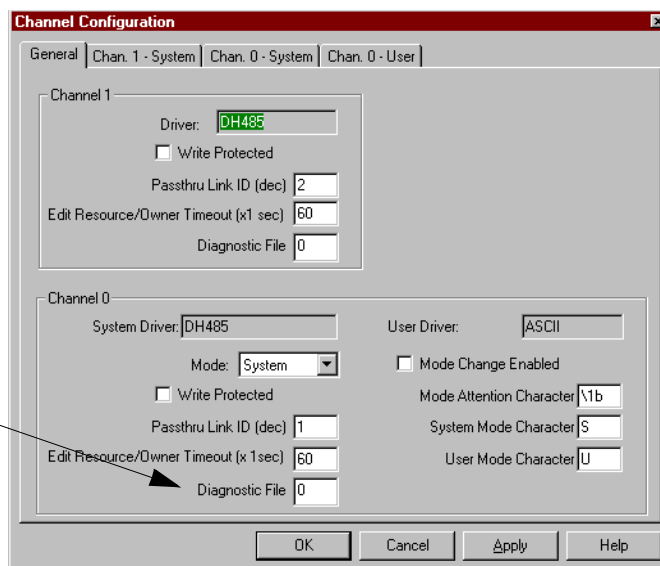 Channel Configuration
General Chan. 1 - System Chan. 0 - System Chan. 0 - User
Channel 1
Driver: DH485
Write Protected
Passthru Link ID (dec) 2
Edit Resource/Owner Timeout (x1 sec) 60
Diagnostic File 0
Channel 0
System Driver: DH485 User Driver: ASCII
Mode: System Mode Change Enabled
Write Protected Mode Attention Character \1b
Passthru Link ID (dec) 1 System Mode Character S
Edit Resource/Owner Timeout (x 1sec) 60 User Mode Character U
Diagnostic File 0
OK Cancel Apply Help